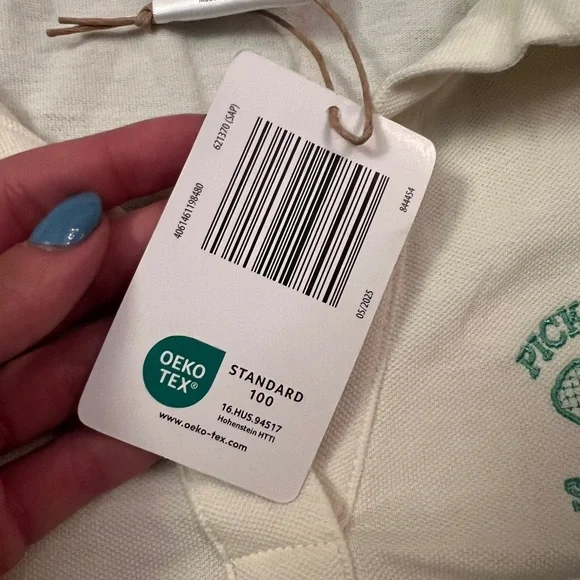 621370 (SAP)
4061461198480
844454
05/2025
OEKO
TEX®
STANDARD
100
16.HUS.94517
Hohenstein HTTI
www.oeko-tex.com